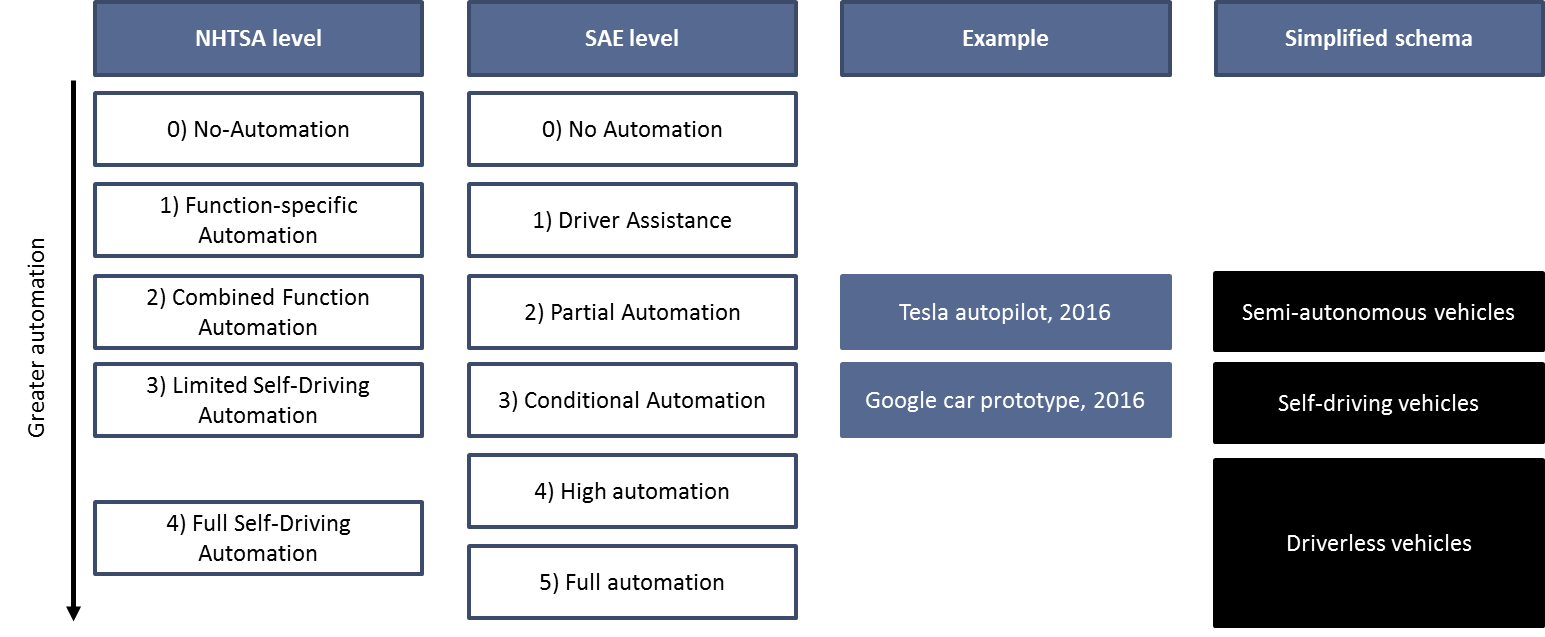 NHTSA level
SAE level
Example
Simplified schema
Greater automation
0) No-Automation
0) No Automation
1) Function-specific
Automation
1) Driver Assistance
2) Combined Function
Automation
2) Partial Automation
Tesla autopilot, 2016
Semi-autonomous vehicles
3) Limited Self-Driving
Automation
3) Conditional Automation
Google car prototype, 2016
Self-driving vehicles
4) Full Self-Driving
Automation
4) High automation
5) Full automation
Driverless vehicles